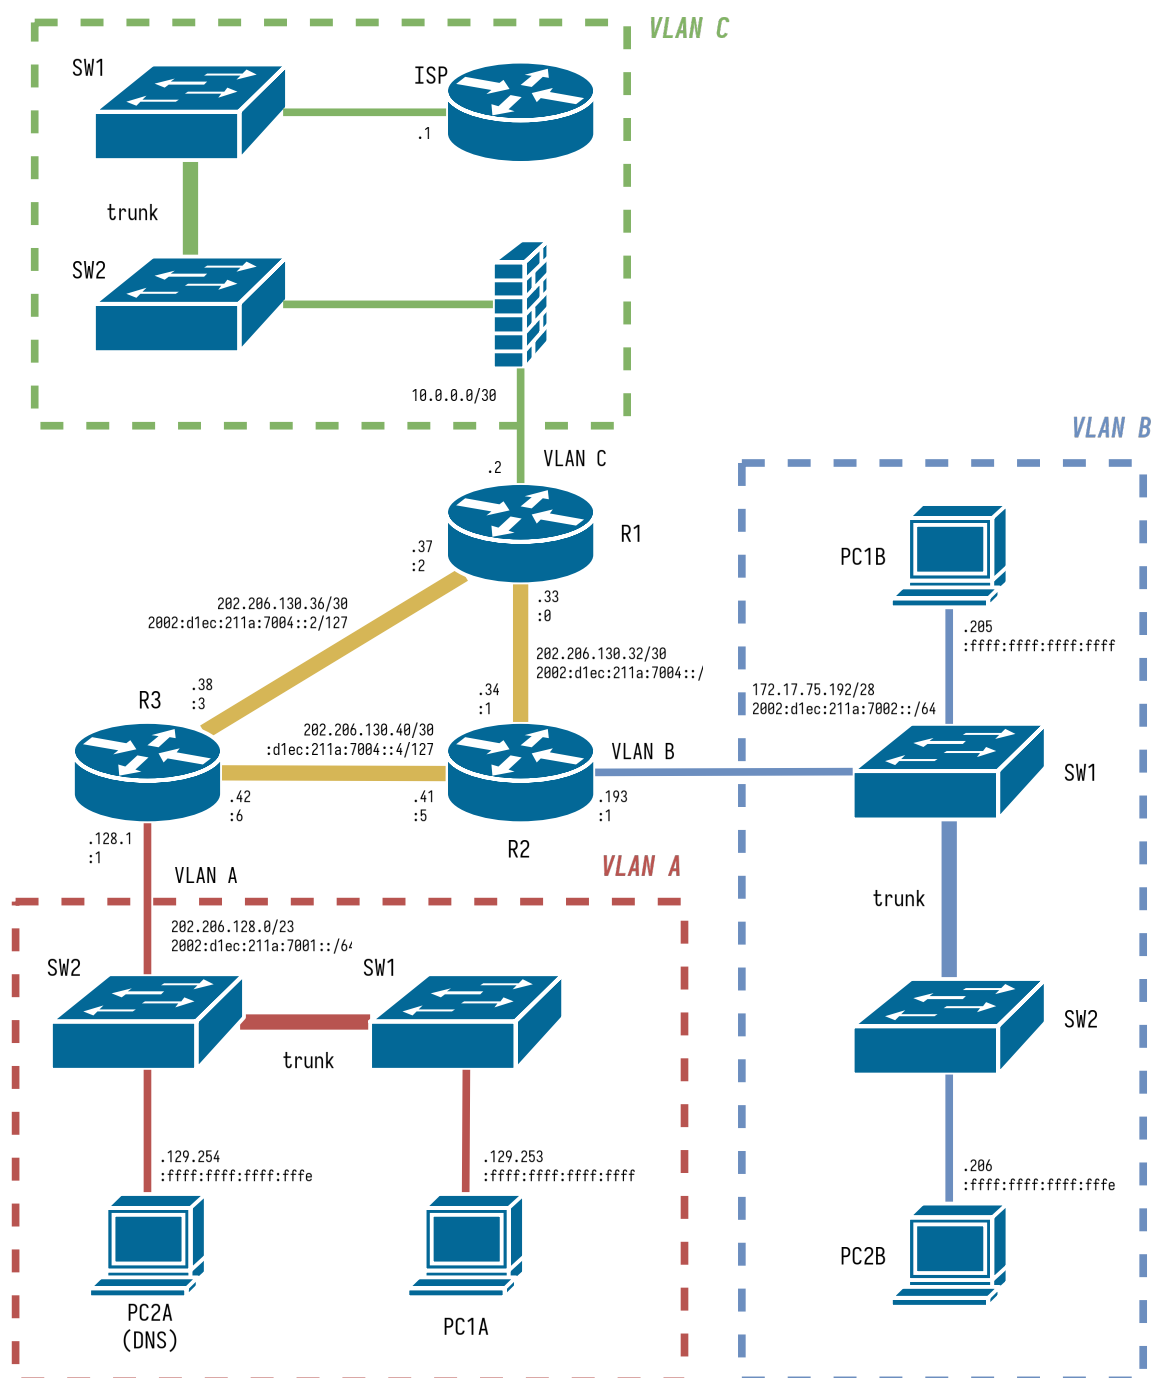 VLAN C
SW1
ISP
.1
trunk
SW2
10.0.0.0/30
VLAN C
.2
R1
.37
:2
.33
:0
202.206.130.36/30
2002:d1ec:211a:7004::2/127
202.206.130.32/30
2002:d1ec:211a:7004::/
R3
.38
:3
.34
:1
202.206.130.40/30
:d1ec:211a:7004::4/127
VLAN B
.42
:6
.41
:5
.193
:1
R2
.128.1
:1
VLAN A
VLAN B
PC1B
.205
:ffff:ffff:ffff:ffff
172.17.75.192/28
2002:d1ec:211a:7002::/64
SW1
trunk
SW2
.206
:ffff:ffff:ffff:fffe
PC2B
VLAN A
202.206.128.0/23
2002:d1ec:211a:7001::/64
SW2
SW1
trunk
.129.254
:ffff:ffff:ffff:fffe
.129.253
:ffff:ffff:ffff:ffff
PC2A
(DNS)
PC1A